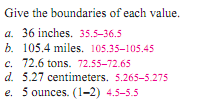 Give the boundaries of each value.
a. 36 inches. 35.5–36.5
b. 105.4 miles. 105.35–105.45
c. 72.6 tons. 72.55–72.65
d. 5.27 centimeters. 5.265–5.275
e. 5 ounces. (1–2) 4.5–5.5